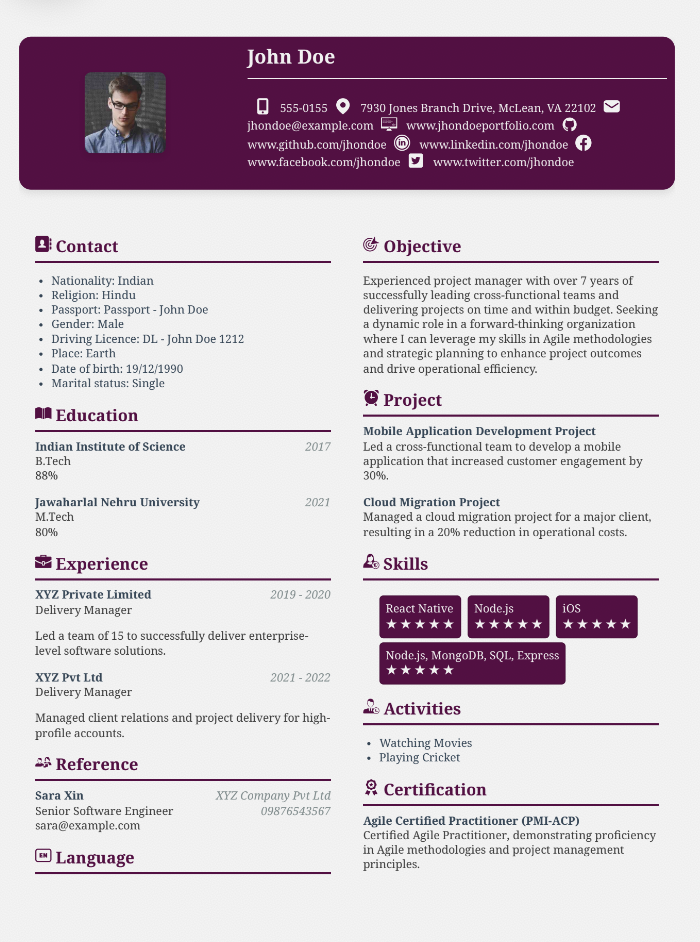 John Doe
555-0155 7930 Jones Branch Drive, McLean, VA 22102
jhondoe@example.com www.jhondoeportfolio.com
www.github.com/jhondoe www.linkedin.com/jhondoe
www.facebook.com/jhondoe www.twitter.com/jhondoe
Contact
• Nationality: Indian
• Religion: Hindu
• Passport: Passport - John Doe
• Gender: Male
• Driving Licence: DL - John Doe 1212
• Place: Earth
• Date of birth: 19/12/1990
• Marital status: Single
Education
Indian Institute of Science 2017
B.Tech
88%
Jawaharlal Nehru University 2021
M.Tech
80%
Experience
XYZ Private Limited 2019 - 2020
Delivery Manager
Led a team of 15 to successfully deliver enterprise-
level software solutions.
XYZ Pvt Ltd 2021 - 2022
Delivery Manager
Managed client relations and project delivery for high-
profile accounts.
Reference
Sara Xin XYZ Company Pvt Ltd
Senior Software Engineer 09876543567
sara@example.com
EN Language
Objective
Experienced project manager with over 7 years of
successfully leading cross-functional teams and
delivering projects on time and within budget. Seeking
a dynamic role in a forward-thinking organization
where I can leverage my skills in Agile methodologies
and strategic planning to enhance project outcomes
and drive operational efficiency.
Project
Mobile Application Development Project
Led a cross-functional team to develop a mobile
application that increased customer engagement by
30%.
Cloud Migration Project
Managed a cloud migration project for a major client,
resulting in a 20% reduction in operational costs.
Skills
React Native Node.js iOS
★★★★★ ★★★★★ ★★★★★
Node.js, MongoDB, SQL, Express
★★★★★
Activities
• Watching Movies
• Playing Cricket
Certification
Agile Certified Practitioner (PMI-ACP)
Certified Agile Practitioner, demonstrating proficiency
in Agile methodologies and project management
principles.